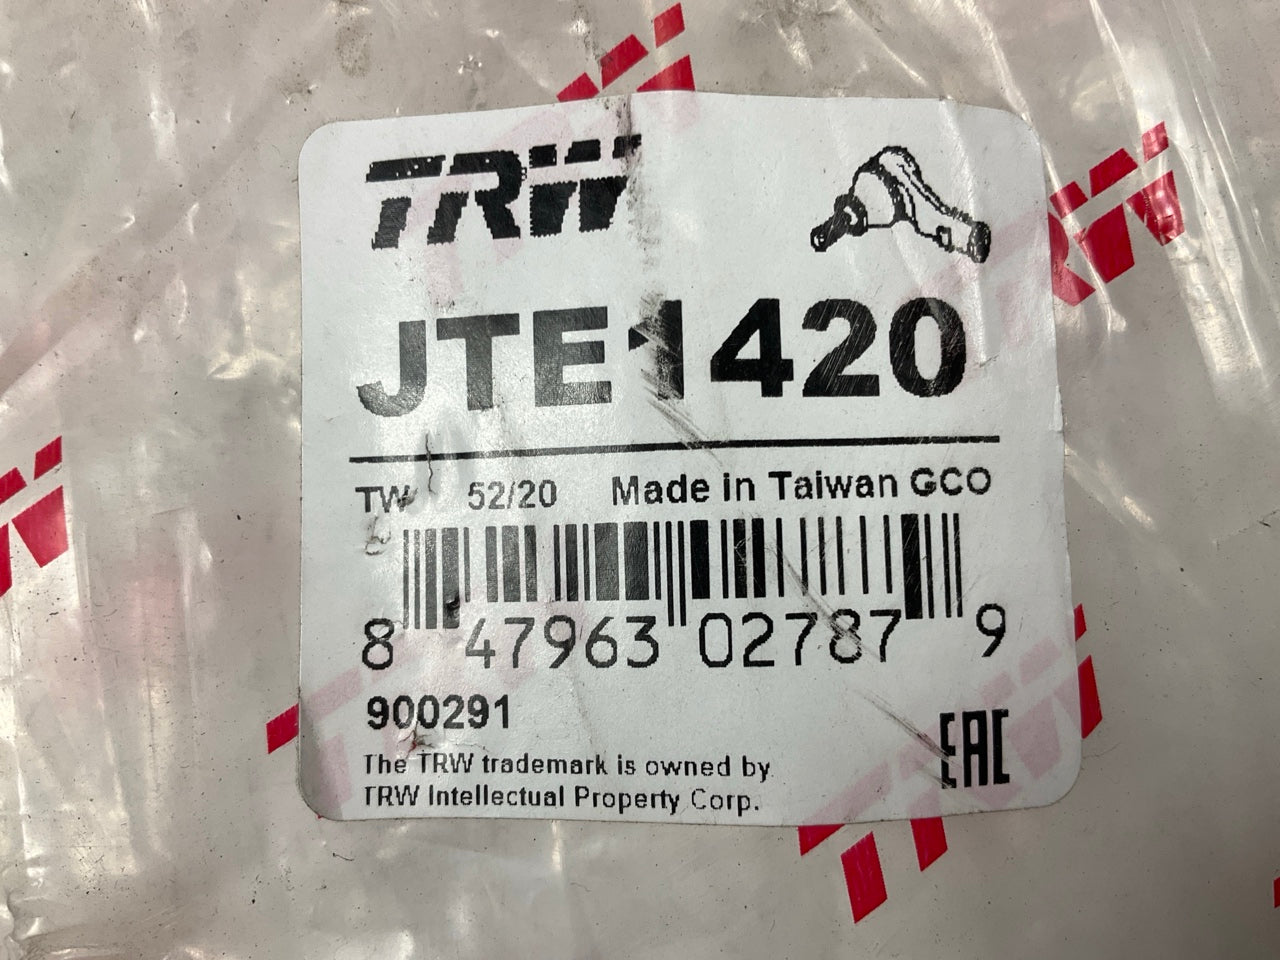 TRW
JTE1420
TW 52/20 Made in Taiwan GCO
8 47963 02787 9
900291
The TRW trademark is owned by
TRW Intellectual Property Corp.
EAC